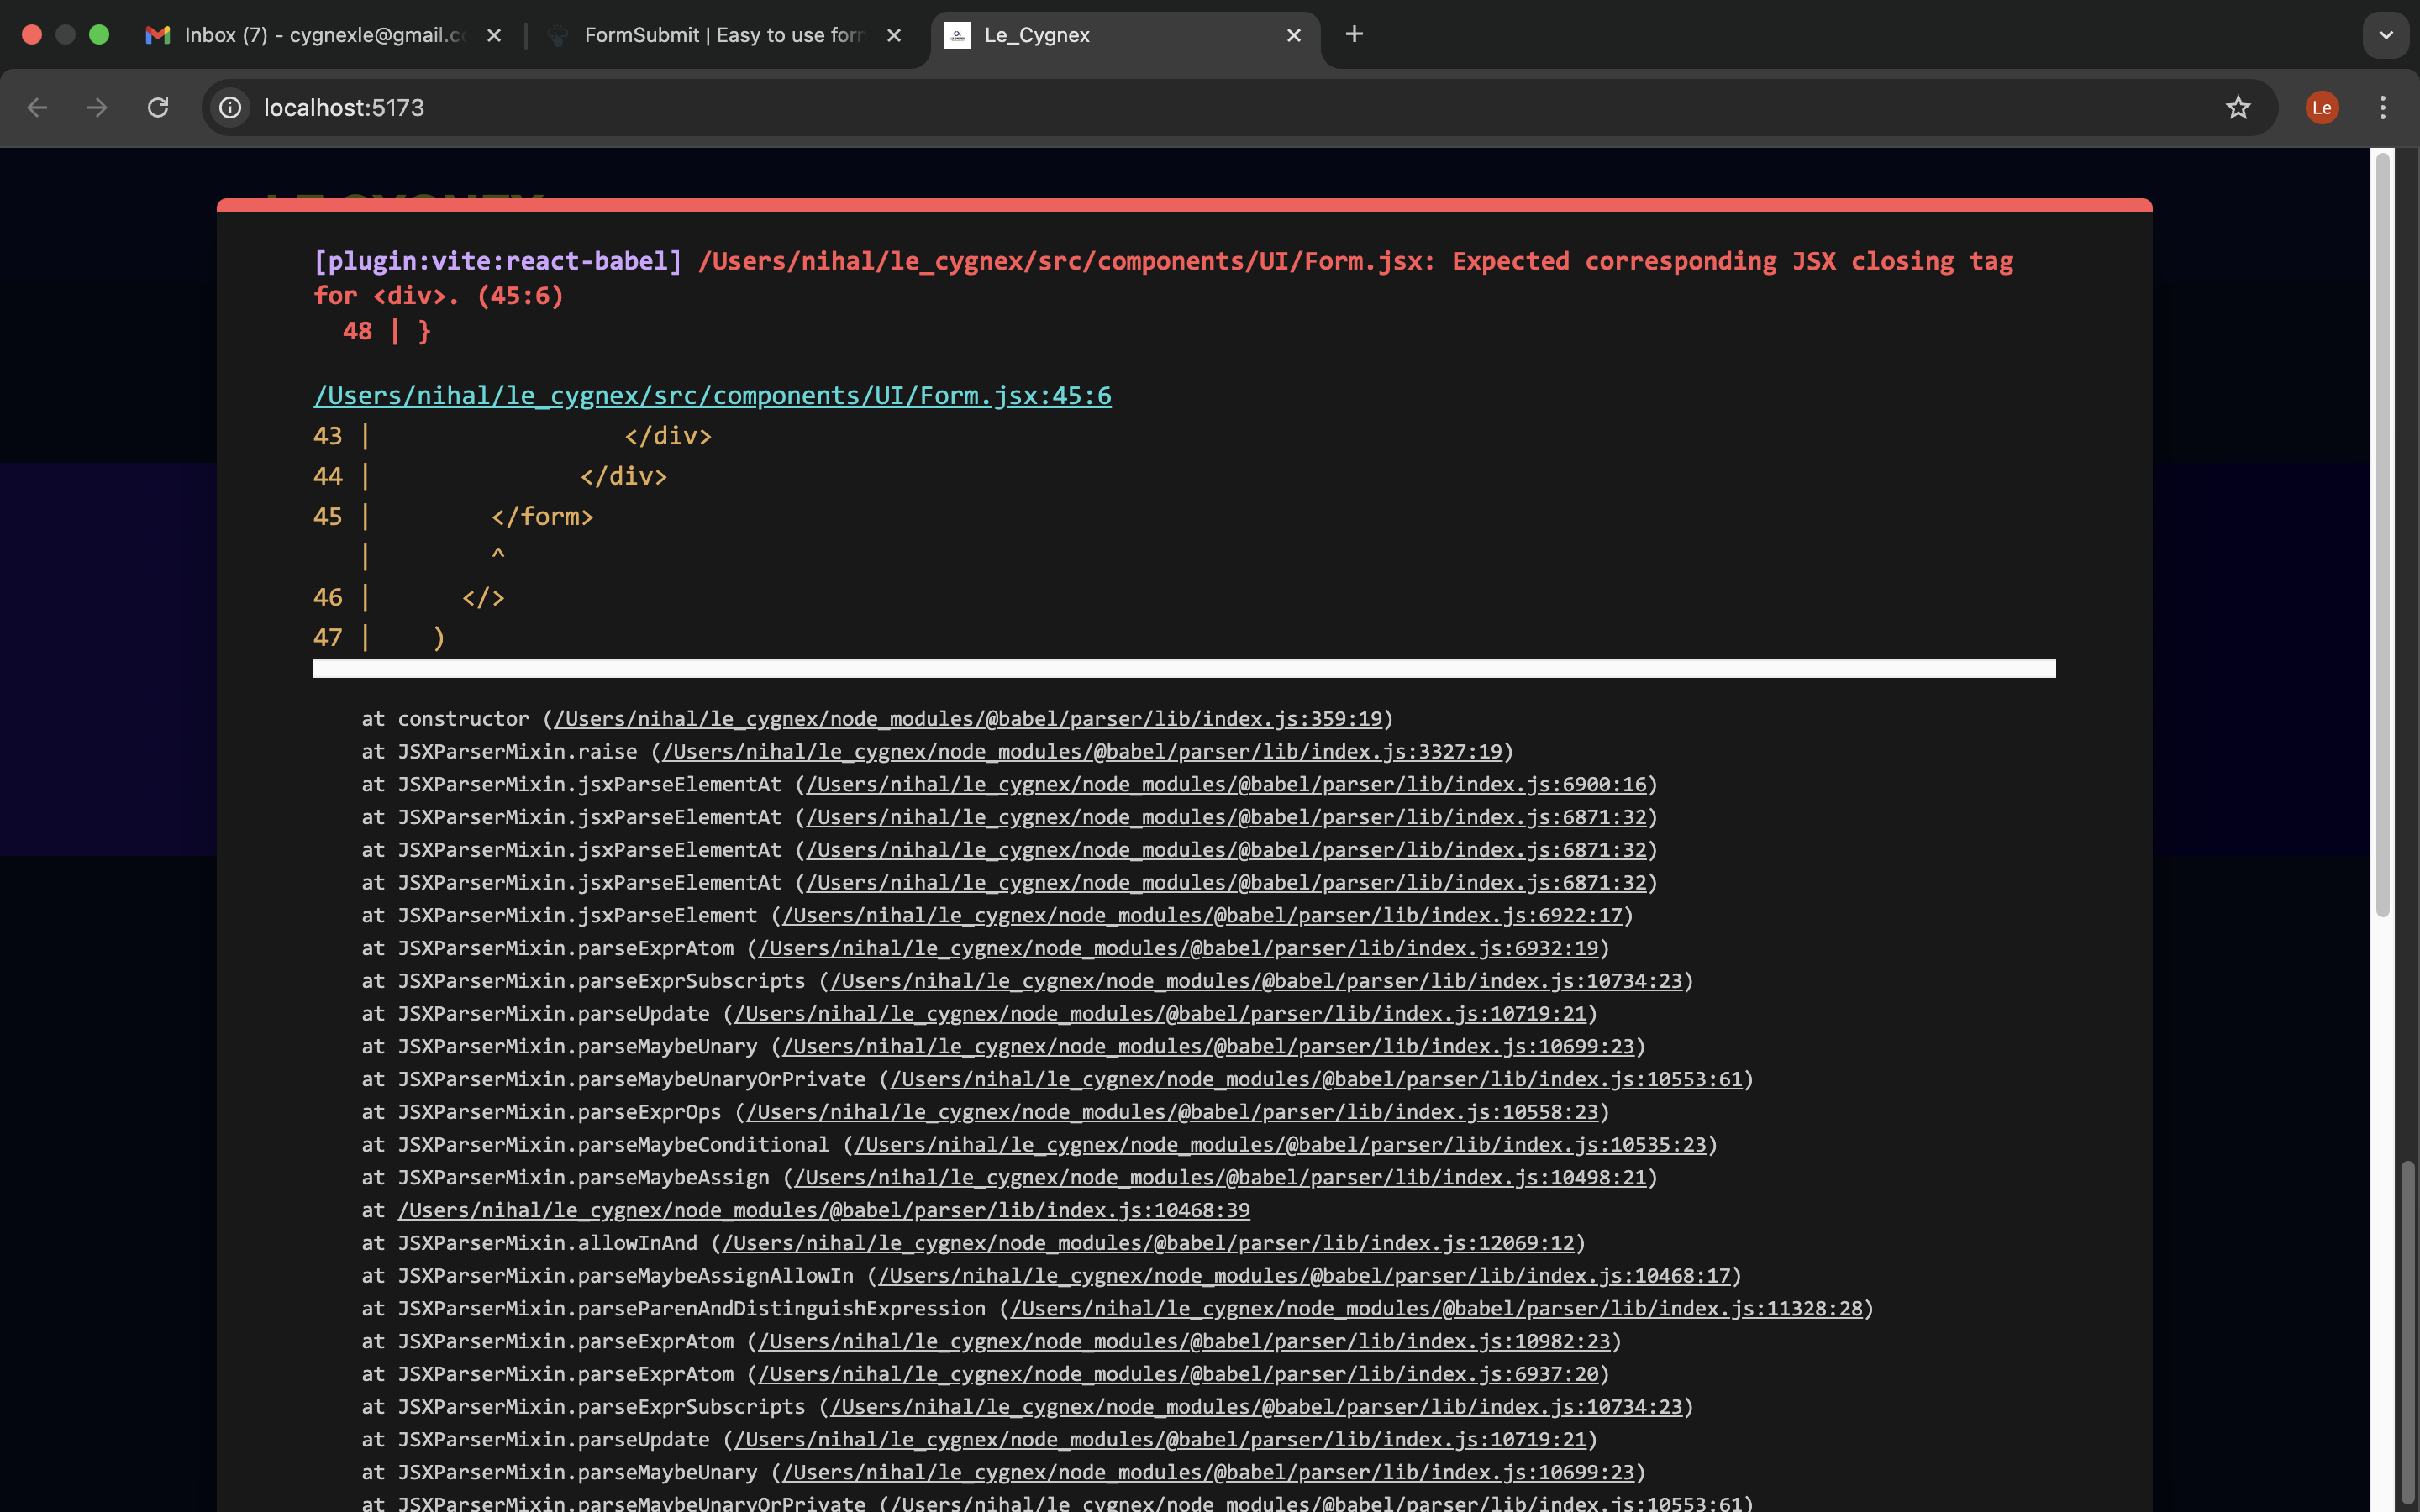 Inbox (7) - cygnexle@gmail.c
FormSubmit | Easy to use for
Le_Cygnex
localhost:5173
Le
LE CYGNEX
[plugin:vite:react-babel] /Users/nihal/le_cygnex/src/components/UI/Form.jsx: Expected corresponding JSX closing tag
for <div>. (45:6)
48 | }
/Users/nihal/le_cygnex/src/components/UI/Form.jsx:45:6
43 | </div>
44 | </div>
45 | </form>
| ^
46 | </>
47 | )
at constructor (/Users/nihal/le_cygnex/node_modules/@babel/parser/lib/index.js:359:19)
at JSXParserMixin.raise (/Users/nihal/le_cygnex/node_modules/@babel/parser/lib/index.js:3327:19)
at JSXParserMixin.jsxParseElementAt (/Users/nihal/le_cygnex/node_modules/@babel/parser/lib/index.js:6900:16)
at JSXParserMixin.jsxParseElementAt (/Users/nihal/le_cygnex/node_modules/@babel/parser/lib/index.js:6871:32)
at JSXParserMixin.jsxParseElementAt (/Users/nihal/le_cygnex/node_modules/@babel/parser/lib/index.js:6871:32)
at JSXParserMixin.jsxParseElementAt (/Users/nihal/le_cygnex/node_modules/@babel/parser/lib/index.js:6871:32)
at JSXParserMixin.jsxParseElement (/Users/nihal/le_cygnex/node_modules/@babel/parser/lib/index.js:6922:17)
at JSXParserMixin.parseExprAtom (/Users/nihal/le_cygnex/node_modules/@babel/parser/lib/index.js:6932:19)
at JSXParserMixin.parseExprSubscripts (/Users/nihal/le_cygnex/node_modules/@babel/parser/lib/index.js:10734:23)
at JSXParserMixin.parseUpdate (/Users/nihal/le_cygnex/node_modules/@babel/parser/lib/index.js:10719:21)
at JSXParserMixin.parseMaybeUnary (/Users/nihal/le_cygnex/node_modules/@babel/parser/lib/index.js:10699:23)
at JSXParserMixin.parseMaybeUnaryOrPrivate (/Users/nihal/le_cygnex/node_modules/@babel/parser/lib/index.js:10553:61)
at JSXParserMixin.parseExprOps (/Users/nihal/le_cygnex/node_modules/@babel/parser/lib/index.js:10558:23)
at JSXParserMixin.parseMaybeConditional (/Users/nihal/le_cygnex/node_modules/@babel/parser/lib/index.js:10535:23)
at JSXParserMixin.parseMaybeAssign (/Users/nihal/le_cygnex/node_modules/@babel/parser/lib/index.js:10498:21)
at /Users/nihal/le_cygnex/node_modules/@babel/parser/lib/index.js:10468:39
at JSXParserMixin.allowInAnd (/Users/nihal/le_cygnex/node_modules/@babel/parser/lib/index.js:12069:12)
at JSXParserMixin.parseMaybeAssignAllowIn (/Users/nihal/le_cygnex/node_modules/@babel/parser/lib/index.js:10468:17)
at JSXParserMixin.parseParenAndDistinguishExpression (/Users/nihal/le_cygnex/node_modules/@babel/parser/lib/index.js:11328:28)
at JSXParserMixin.parseExprAtom (/Users/nihal/le_cygnex/node_modules/@babel/parser/lib/index.js:10982:23)
at JSXParserMixin.parseExprAtom (/Users/nihal/le_cygnex/node_modules/@babel/parser/lib/index.js:6937:20)
at JSXParserMixin.parseExprSubscripts (/Users/nihal/le_cygnex/node_modules/@babel/parser/lib/index.js:10734:23)
at JSXParserMixin.parseUpdate (/Users/nihal/le_cygnex/node_modules/@babel/parser/lib/index.js:10719:21)
at JSXParserMixin.parseMaybeUnary (/Users/nihal/le_cygnex/node_modules/@babel/parser/lib/index.js:10699:23)
at JSXParserMixin.parseMaybeUnaryOrPrivate (/Users/nihal/le_cygnex/node_modules/@babel/parser/lib/index.js:10553:61)